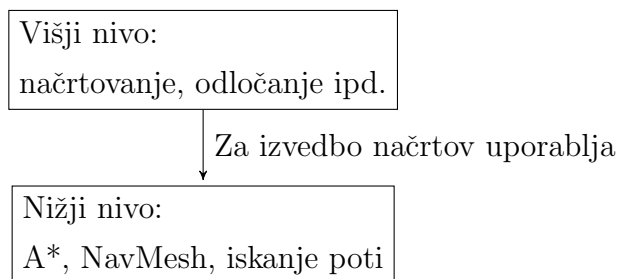 Višji nivo:
načrtovanje, odločanje ipd.
Za izvedbo načrtov uporablja
Nižji nivo:
A*, NavMesh, iskanje poti